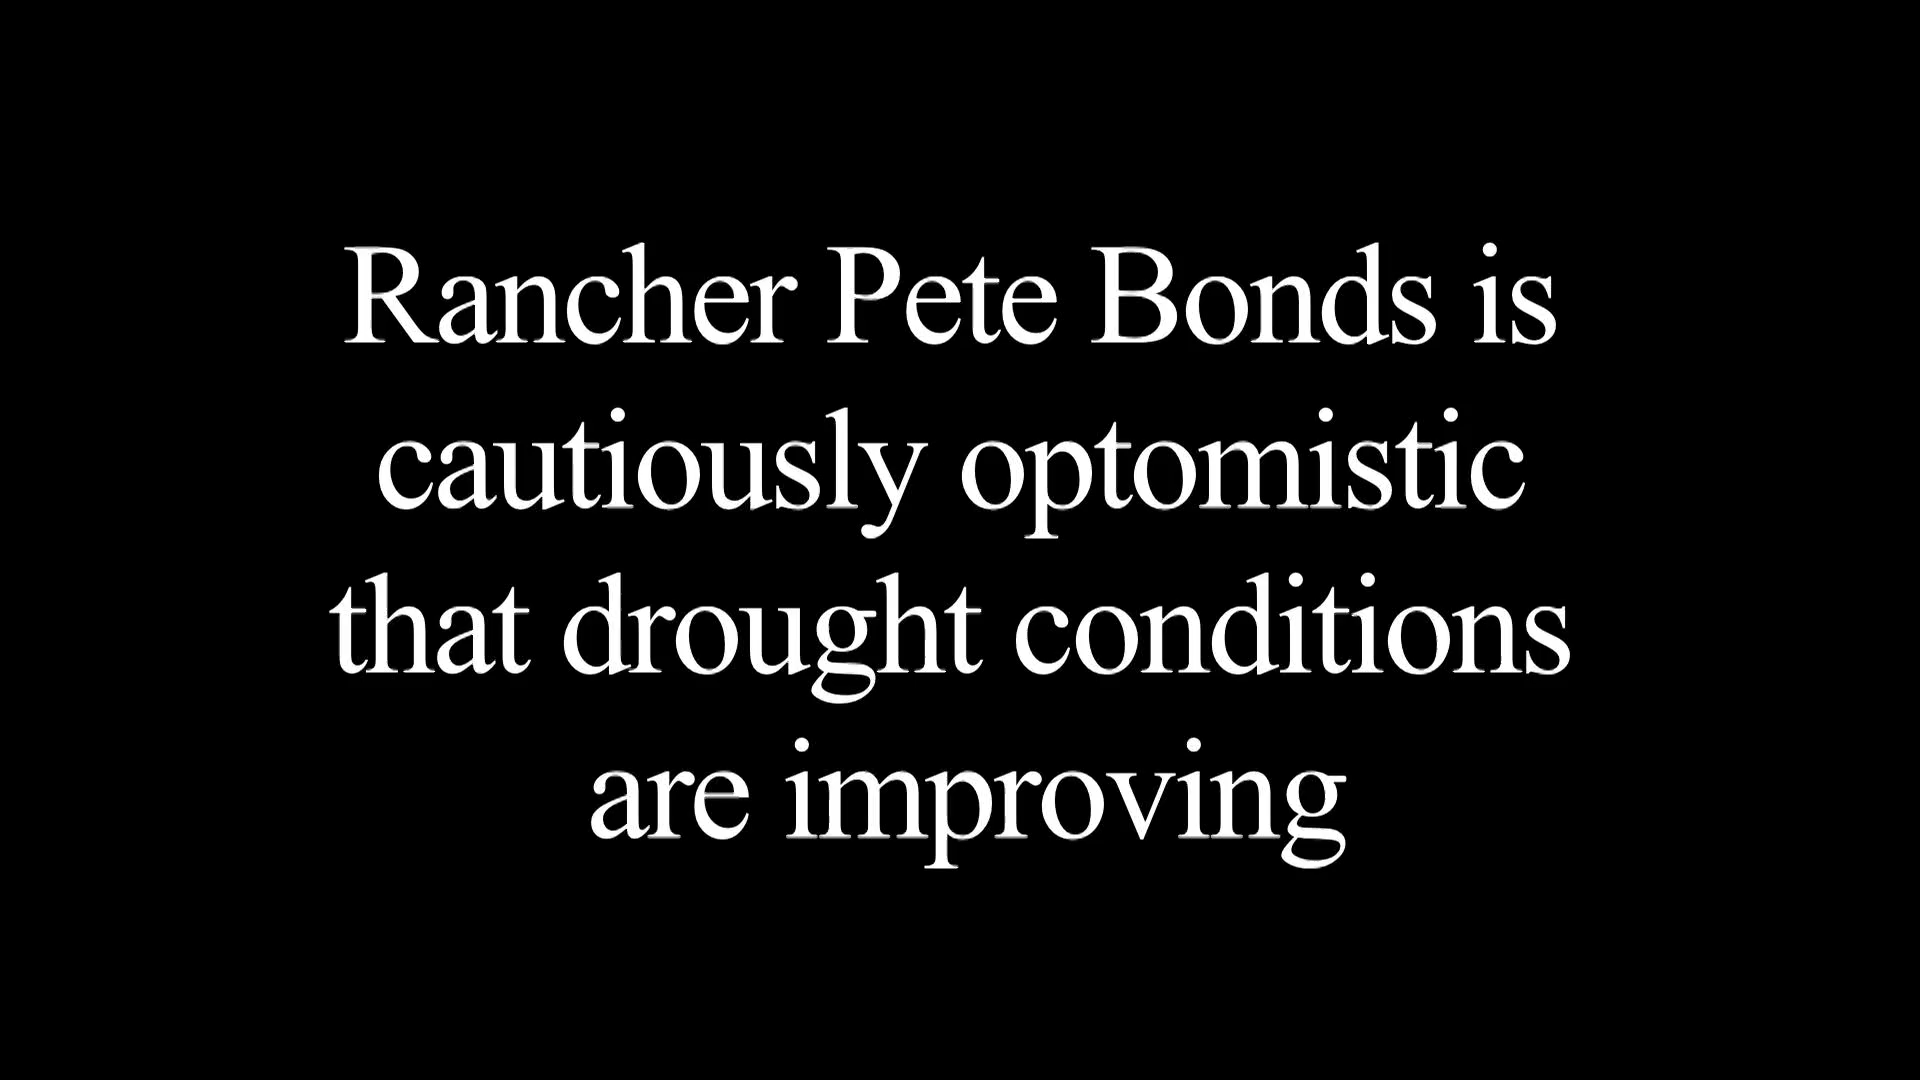 Rancher Pete Bonds is
cautiously optomistic
that drought conditions
are improving